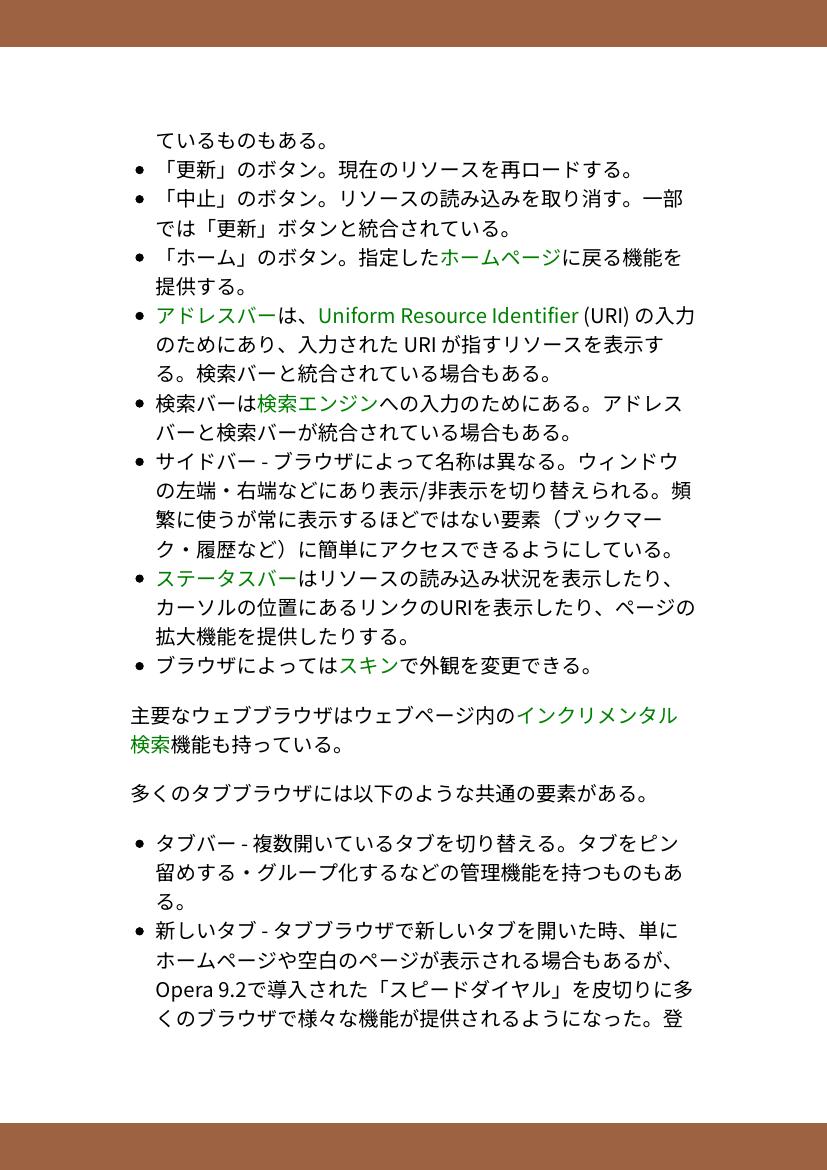 ているものもある。
• 「更新」のボタン。現在のリソースを再ロードする。
• 「中止」のボタン。リソースの読み込みを取り消す。一部
では「更新」ボタンと統合されている。
• 「ホーム」のボタン。指定したホームページに戻る機能を
提供する。
• アドレスバーは、Uniform Resource Identifier (URI) の入力
のためにあり、入力された URI が指すリソースを表示す
る。検索バーと統合されている場合もある。
• 検索バーは検索エンジンへの入力のためにある。アドレス
バーと検索バーが統合されている場合もある。
• サイドバー - ブラウザによって名称は異なる。ウィンドウ
の左端・右端などにあり表示/非表示を切り替えられる。頻
繁に使うが常に表示するほどではない要素（ブックマー
ク・履歴など）に簡単にアクセスできるようにしている。
• ステータスバーはリソースの読み込み状況を表示したり、
カーソルの位置にあるリンクのURIを表示したり、ページの
拡大機能を提供したりする。
• ブラウザによってはスキンで外観を変更できる。
主要なウェブブラウザはウェブページ内のインクリメンタル
検索機能も持っている。
多くのタブブラウザには以下のような共通の要素がある。
• タブバー - 複数開いているタブを切り替える。タブをピン
留めする・グループ化するなどの管理機能を持つものもあ
る。
• 新しいタブ - タブブラウザで新しいタブを開いた時、単に
ホームページや空白のページが表示される場合もあるが、
Opera 9.2で導入された「スピードダイヤル」を皮切りに多
くのブラウザで様々な機能が提供されるようになった。登